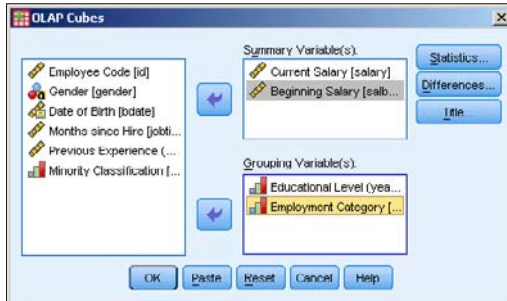 OLAP Cubes
Employee Code [id]
Gender [gender]
Date of Birth [bdate]
Months since Hire [jobti...
Previous Experience (...
Minority Classification [...
Summary Variable(s):
Current Salary [salary]
Beginning Salary [salb...
Grouping Variable(s):
Educational Level (yea...
Employment Category [...
Statistics...
Differences...
Title...
OK
Paste
Reset
Cancel
Help